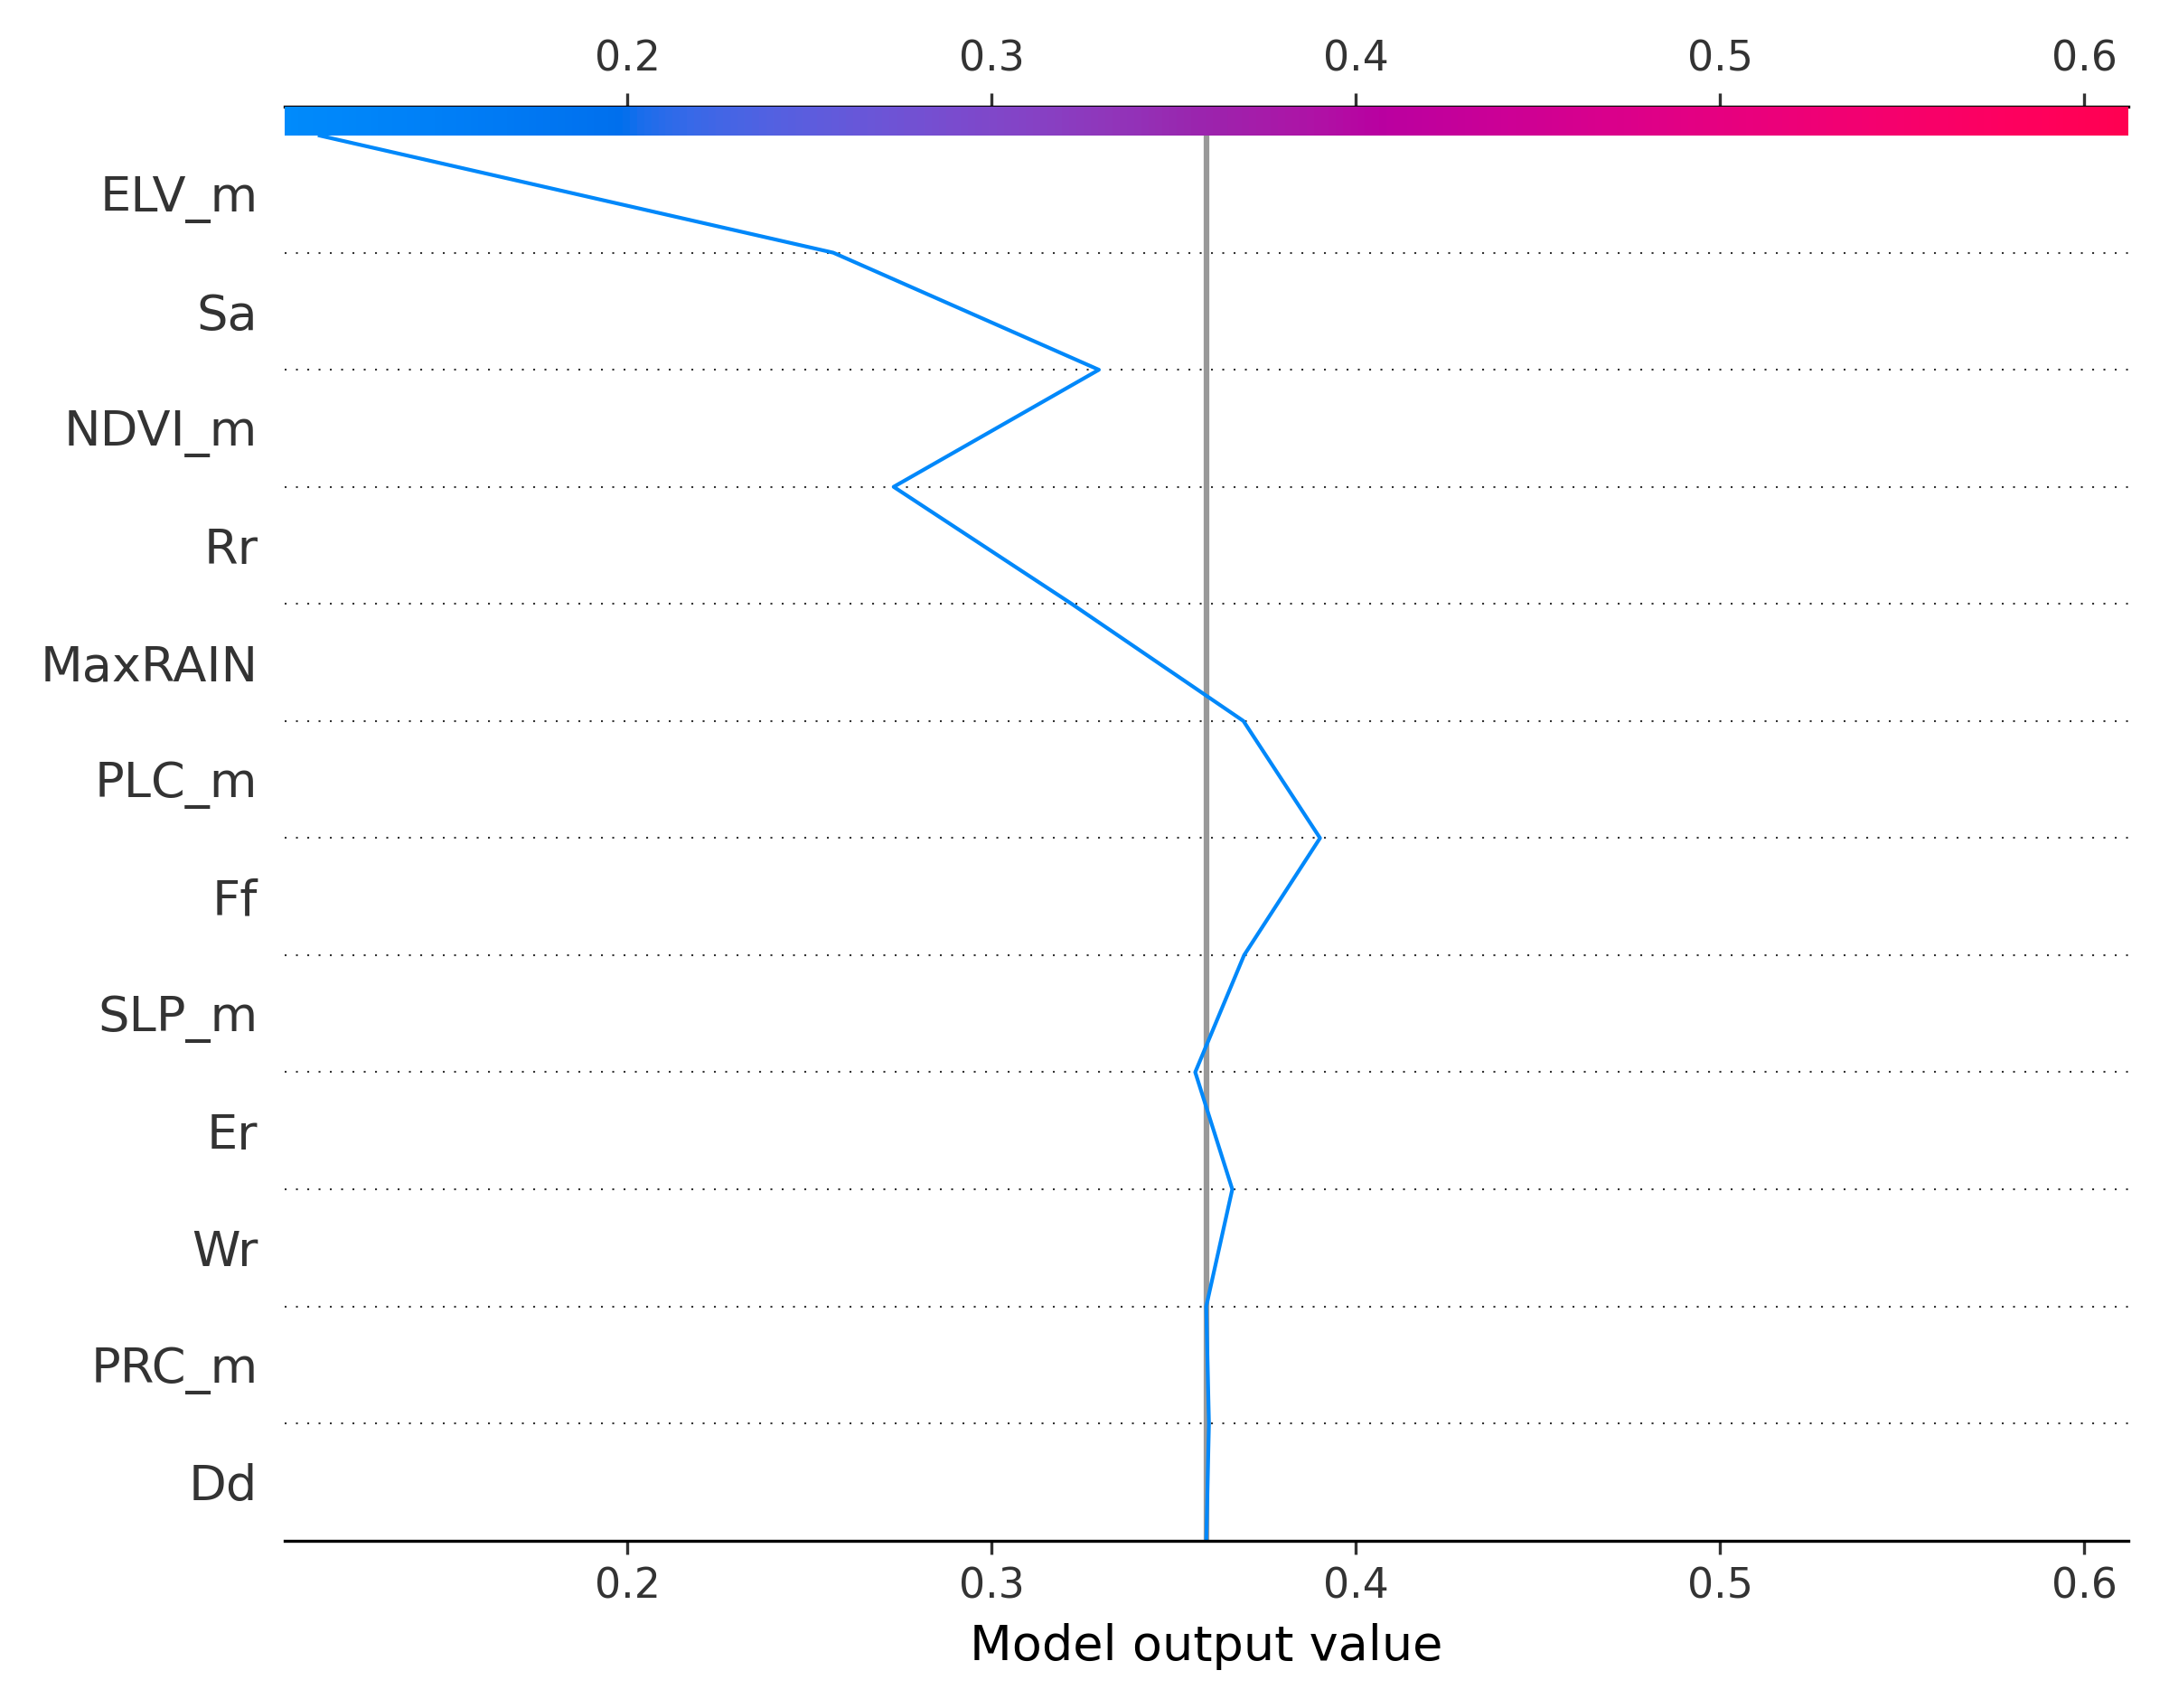 0.2 0.3 0.4 0.5 0.6
ELV_m
Sa
NDVI_m
Rr
MaxRAIN
PLC_m
Ff
SLP_m
Er
Wr
PRC_m
Dd
0.2 0.3 0.4 0.5 0.6
Model output value